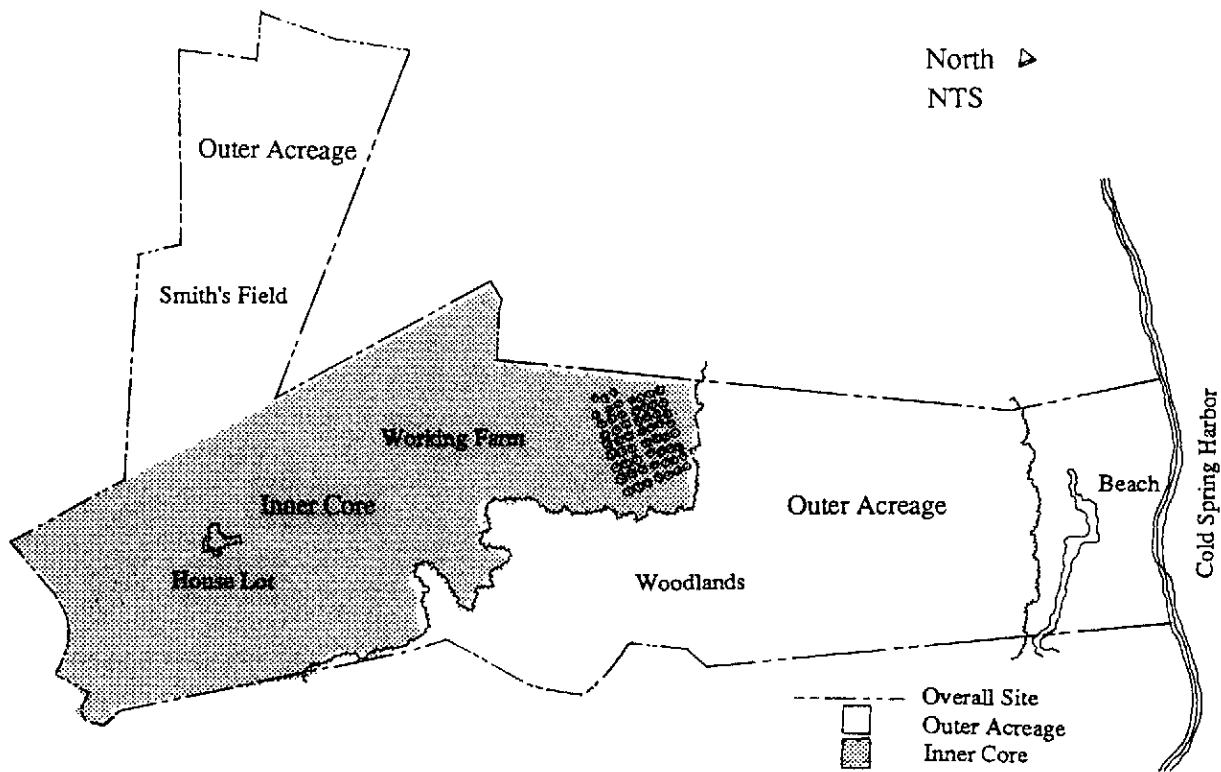 North
NTS
Outer Acreage
Smith's Field
Working Farm
Inner Core
House Lot
Outer Acreage
Woodlands
Beach
Cold Spring Harbor
Overall Site
Outer Acreage
Inner Core